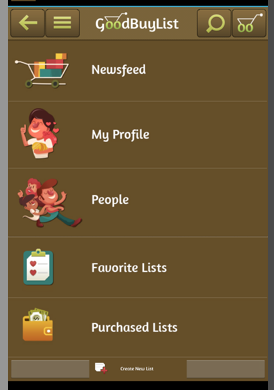 GoodBuyList
Newsfeed
My Profile
People
Favorite Lists
Purchased Lists
Create New List